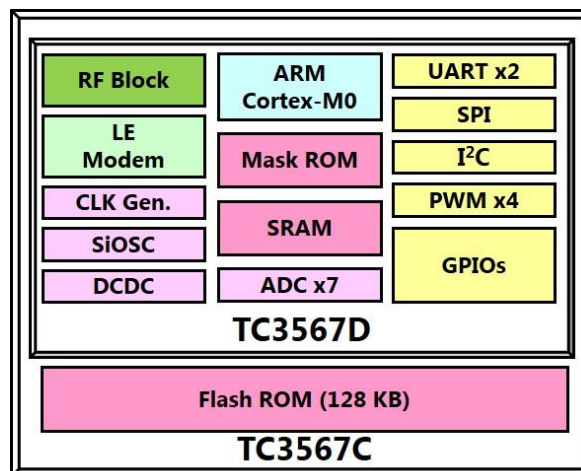 RF Block
LE
Modem
CLK Gen.
SiOSC
DCDC
ARM
Cortex-M0
Mask ROM
SRAM
ADC x7
UART x2
SPI
I²C
PWM x4
GPIOs
TC3567D
Flash ROM (128 KB)
TC3567C